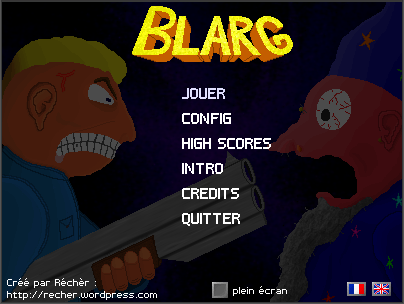 BLARG
JOUER
CONFIG
HIGH SCORES
INTRO
CREDITS
QUITTER
Créé par Réchèr :
http://recher.wordpress.com
plein écran